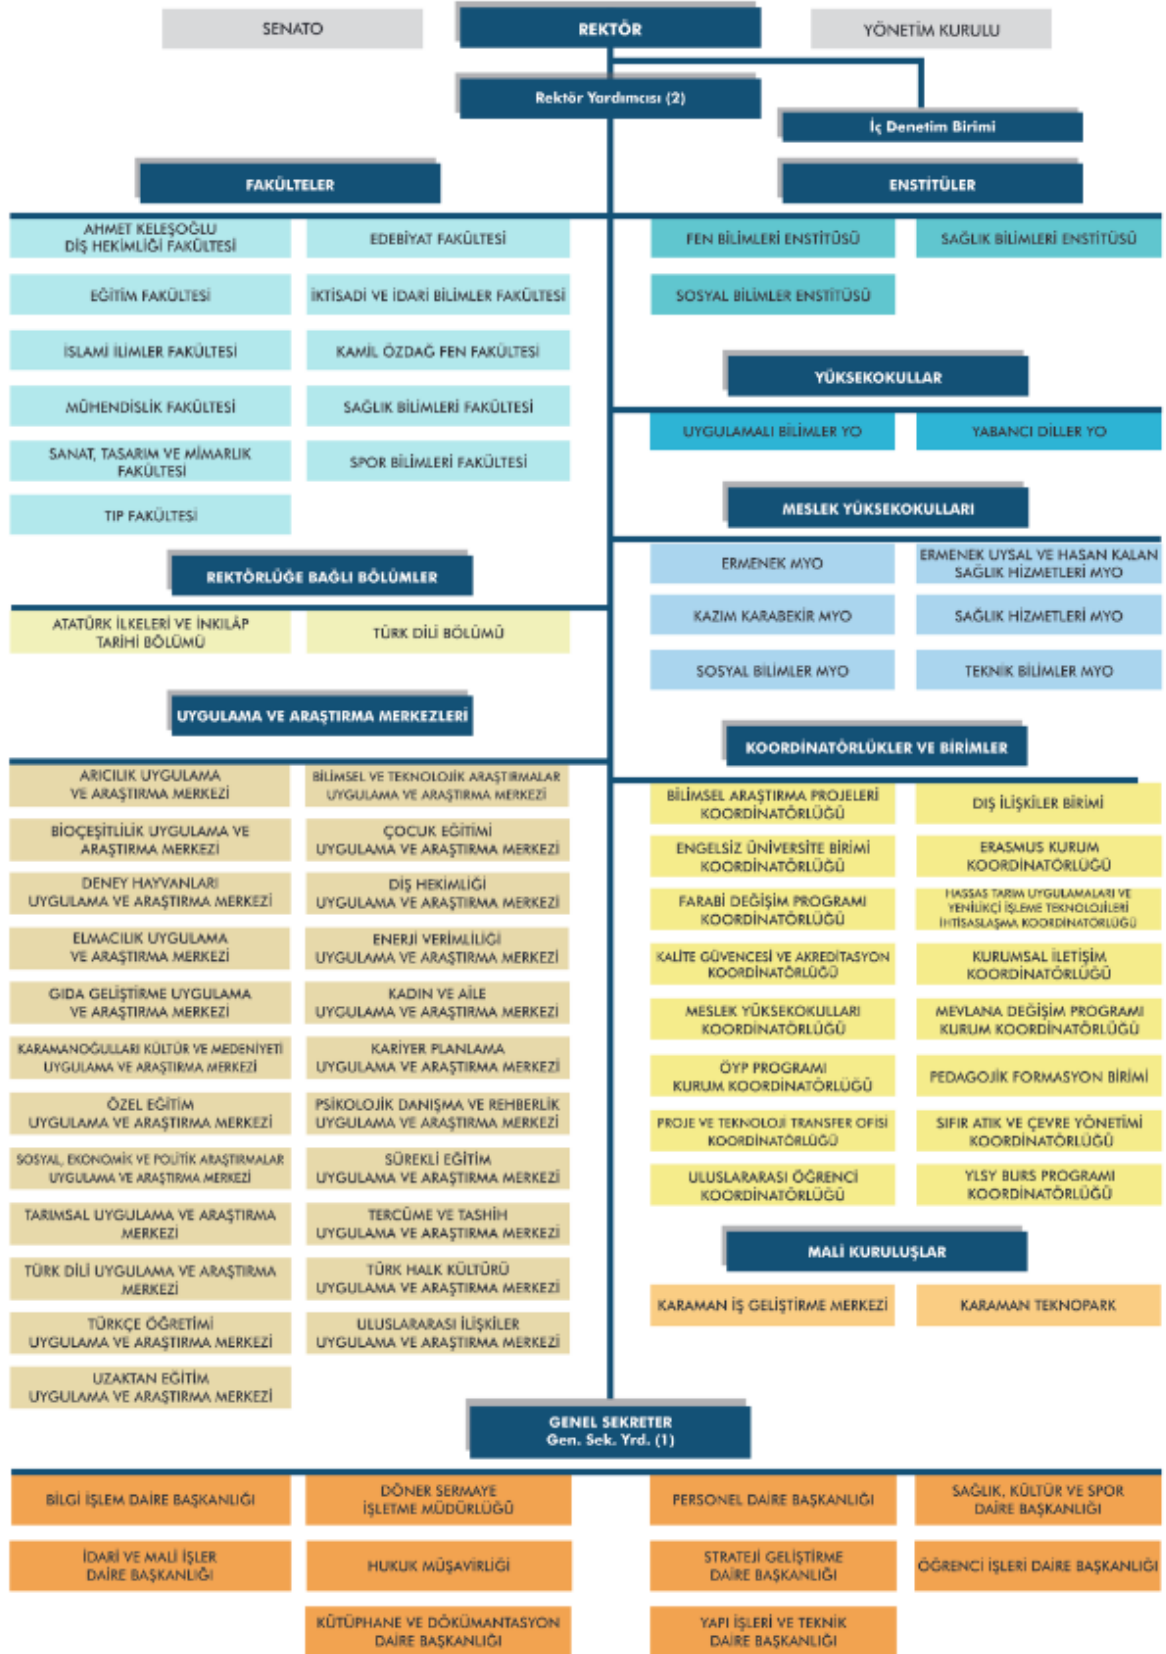 SENATO
REKTÖR
YÖNETİM KURULU
Rektör Yardımcısı (2)
İç Denetim Birimi
FAKÜLTELER
AHMET KELEŞOĞLU
DİŞ HEKİMLİĞİ FAKÜLTESİ
EDEBİYAT FAKÜLTESİ
EĞİTİM FAKÜLTESİ
İKTİSADİ VE İDARİ BİLİMLER FAKÜLTESİ
İSLAMİ İLİMLER FAKÜLTESİ
KAMİL ÖZDAĞ FEN FAKÜLTESİ
MÜHENDİSLİK FAKÜLTESİ
SAĞLIK BİLİMLERİ FAKÜLTESİ
SANAT, TASARIM VE MİMARLIK
FAKÜLTESİ
SPOR BİLİMLERİ FAKÜLTESİ
TIP FAKÜLTESİ
REKTÖRLÜĞE BAĞLI BÖLÜMLER
ATATÜRK İLKELERİ VE İNKILÂP
TARİHİ BÖLÜMÜ
TÜRK DİLİ BÖLÜMÜ
UYGULAMA VE ARAŞTIRMA MERKEZLERİ
ARICILIK UYGULAMA
VE ARAŞTIRMA MERKEZİ
BİLİMSEL VE TEKNOLOJİK ARAŞTIRMALAR
UYGULAMA VE ARAŞTIRMA MERKEZİ
BİOÇEŞİTLİLİK UYGULAMA VE
ARAŞTIRMA MERKEZİ
ÇOCUK EĞİTİMİ
UYGULAMA VE ARAŞTIRMA MERKEZİ
DENEY HAYVANLARI
UYGULAMA VE ARAŞTIRMA MERKEZİ
DİŞ HEKİMLİĞİ
UYGULAMA VE ARAŞTIRMA MERKEZİ
ELMACILIK UYGULAMA
VE ARAŞTIRMA MERKEZİ
ENERJİ VERİMLİLİĞİ
UYGULAMA VE ARAŞTIRMA MERKEZİ
GIDA GELİŞTİRME UYGULAMA
VE ARAŞTIRMA MERKEZİ
KADIN VE AİLE
UYGULAMA VE ARAŞTIRMA MERKEZİ
KARAMANOĞULLARI KÜLTÜR VE MEDENİYETİ
UYGULAMA VE ARAŞTIRMA MERKEZİ
KARİYER PLANLAMA
UYGULAMA VE ARAŞTIRMA MERKEZİ
ÖZEL EĞİTİM
UYGULAMA VE ARAŞTIRMA MERKEZİ
PSİKOLOJİK DANIŞMA VE REHBERLİK
UYGULAMA VE ARAŞTIRMA MERKEZİ
SOSYAL, EKONOMİK VE POLİTİK ARAŞTIRMALAR
UYGULAMA VE ARAŞTIRMA MERKEZİ
SÜREKLİ EĞİTİM
UYGULAMA VE ARAŞTIRMA MERKEZİ
TARIMSAL UYGULAMA VE ARAŞTIRMA
MERKEZİ
TERCÜME VE TASHİH
UYGULAMA VE ARAŞTIRMA MERKEZİ
TÜRK DİLİ UYGULAMA VE ARAŞTIRMA
MERKEZİ
TÜRK HALK KÜLTÜRÜ
UYGULAMA VE ARAŞTIRMA MERKEZİ
TÜRKÇE ÖĞRETİMİ
UYGULAMA VE ARAŞTIRMA MERKEZİ
ULUSLARARASI İLİŞKİLER
UYGULAMA VE ARAŞTIRMA MERKEZİ
UZAKTAN EĞİTİM
UYGULAMA VE ARAŞTIRMA MERKEZİ
ENSTİTÜLER
FEN BİLİMLERİ ENSTİTÜSÜ
SAĞLIK BİLİMLERİ ENSTİTÜSÜ
SOSYAL BİLİMLER ENSTİTÜSÜ
YÜKSEKOKULLAR
UYGULAMALI BİLİMLER YO
YABANCI DİLLER YO
MESLEK YÜKSEKOKULLARI
ERMENEK MYO
ERMENEK UYSAL VE HASAN KALAN
SAĞLIK HİZMETLERİ MYO
KAZIM KARABEKİR MYO
SAĞLIK HİZMETLERİ MYO
SOSYAL BİLİMLER MYO
TEKNİK BİLİMLER MYO
KOORDİNATÖRLÜKLER VE BİRİMLER
BİLİMSEL ARAŞTIRMA PROJELERİ
KOORDİNATÖRLÜĞÜ
DIŞ İLİŞKİLER BİRİMİ
ENGELSİZ ÜNİVERSİTE BİRİMİ
KOORDİNATÖRLÜĞÜ
ERASMUS KURUM
KOORDİNATÖRLÜĞÜ
FARABİ DEĞİŞİM PROGRAMI
KOORDİNATÖRLÜĞÜ
HASSAS TARIM UYGULAMALARI VE
YENİLİKÇİ İŞLEME TEKNOLOJİLERİ
İHTİSASLAŞMA KOORDİNATÖRLÜĞÜ
KALİTE GÜVENCESİ VE AKREDİTASYON
KOORDİNATÖRLÜĞÜ
KURUMSAL İLETİŞİM
KOORDİNATÖRLÜĞÜ
MESLEK YÜKSEKOKULLARI
KOORDİNATÖRLÜĞÜ
MEVLANA DEĞİŞİM PROGRAMI
KURUM KOORDİNATÖRLÜĞÜ
ÖYP PROGRAMI
KURUM KOORDİNATÖRLÜĞÜ
PEDAGOJİK FORMASYON BİRİMİ
PROJE VE TEKNOLOJİ TRANSFER OFİSİ
KOORDİNATÖRLÜĞÜ
SIFIR ATIK VE ÇEVRE YÖNETİMİ
KOORDİNATÖRLÜĞÜ
ULUSLARARASI ÖĞRENCİ
KOORDİNATÖRLÜĞÜ
YLSY BURS PROGRAMI
KOORDİNATÖRLÜĞÜ
MALİ KURULUŞLAR
KARAMAN İŞ GELİŞTİRME MERKEZİ
KARAMAN TEKNOPARK
GENEL SEKRETER
Gen. Sek. Yrd. (1)
BİLGİ İŞLEM DAİRE BAŞKANLIĞI
DÖNER SERMAYE
İŞLETME MÜDÜRLÜĞÜ
PERSONEL DAİRE BAŞKANLIĞI
SAĞLIK, KÜLTÜR VE SPOR
DAİRE BAŞKANLIĞI
İDARİ VE MALİ İŞLER
DAİRE BAŞKANLIĞI
HUKUK MÜŞAVİRLİĞİ
STRATEJİ GELİŞTİRME
DAİRE BAŞKANLIĞI
ÖĞRENCİ İŞLERİ DAİRE BAŞKANLIĞI
KÜTÜPHANE VE DÖKÜMANTASYON
DAİRE BAŞKANLIĞI
YAPI İŞLERİ VE TEKNİK
DAİRE BAŞKANLIĞI